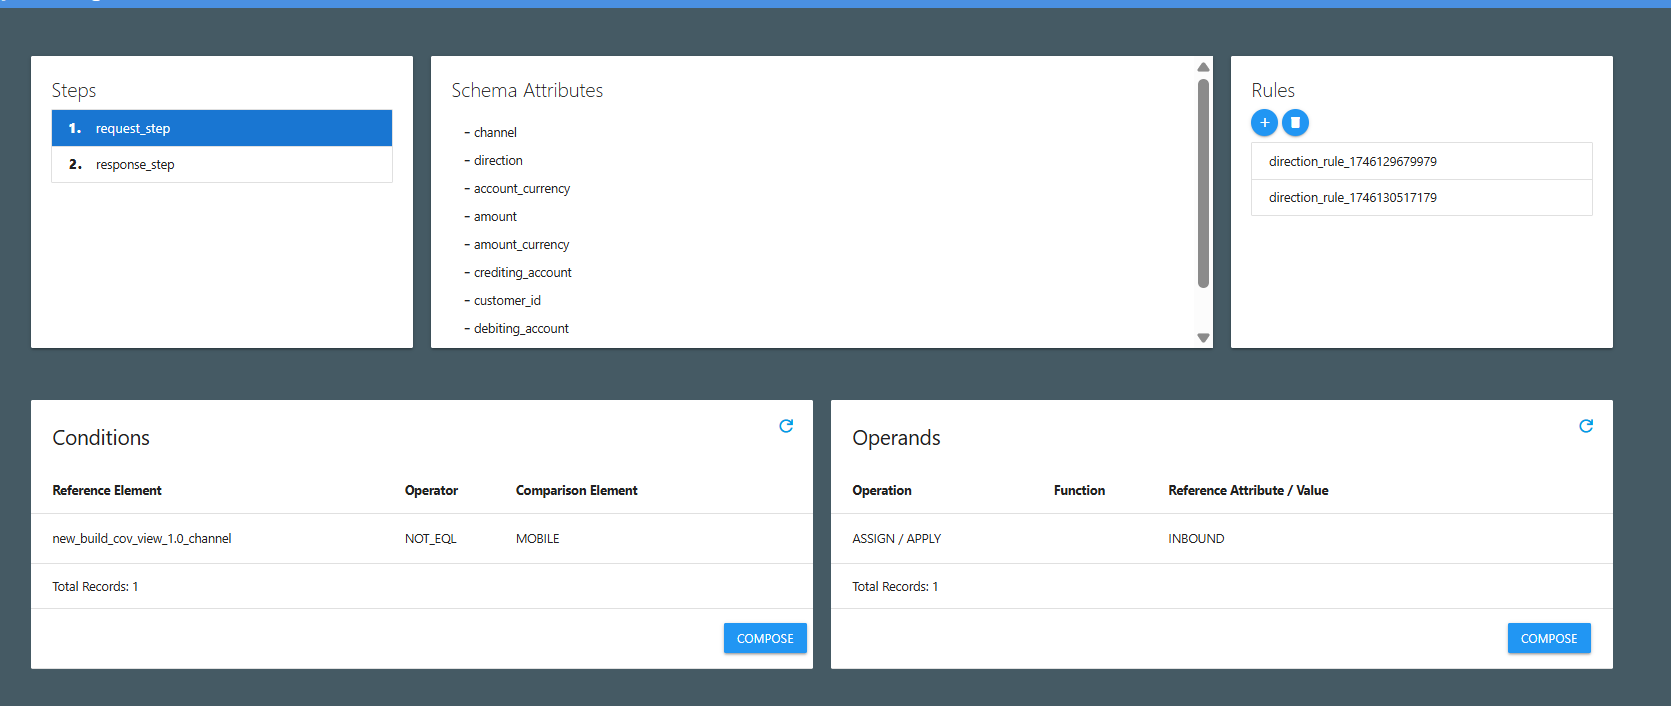 Steps
1. request_step
2. response_step
Schema Attributes
- channel
- direction
- account_currency
- amount
- amount_currency
- crediting_account
- customer_id
- debiting_account
Rules
direction_rule_1746129679979
direction_rule_1746130517179
Conditions
Reference Element Operator Comparison Element
new_build_cov_view_1.0_channel NOT_EQL MOBILE
Total Records: 1
COMPOSE
Operands
Operation Function Reference Attribute / Value
ASSIGN / APPLY INBOUND
Total Records: 1
COMPOSE